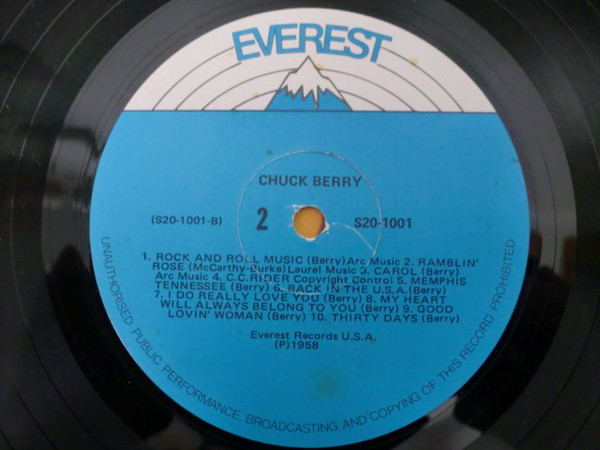 EVEREST
CHUCK BERRY
(S20-1001-B) 2 S20-1001
1. ROCK AND ROLL MUSIC (Berry) Arc Music 2. RAMBLIN'
ROSE (McCarthy-Burke) Laurel Music 3. CAROL (Berry)
Arc Music 4. C.C.RIDER Copyright Control 5. MEMPHIS
TENNESSEE (Berry) 6. BACK IN THE U.S.A. (Berry)
7. I DO REALLY LOVE YOU (Berry) 8. MY HEART
WILL ALWAYS BELONG TO YOU (Berry) 9. GOOD
LOVIN' WOMAN (Berry) 10. THIRTY DAYS (Berry)
Everest Records U.S.A.
(P)1958
UNAUTHORISED PUBLIC PERFORMANCE, BROADCASTING AND COPYING OF THIS RECORD PROHIBITED